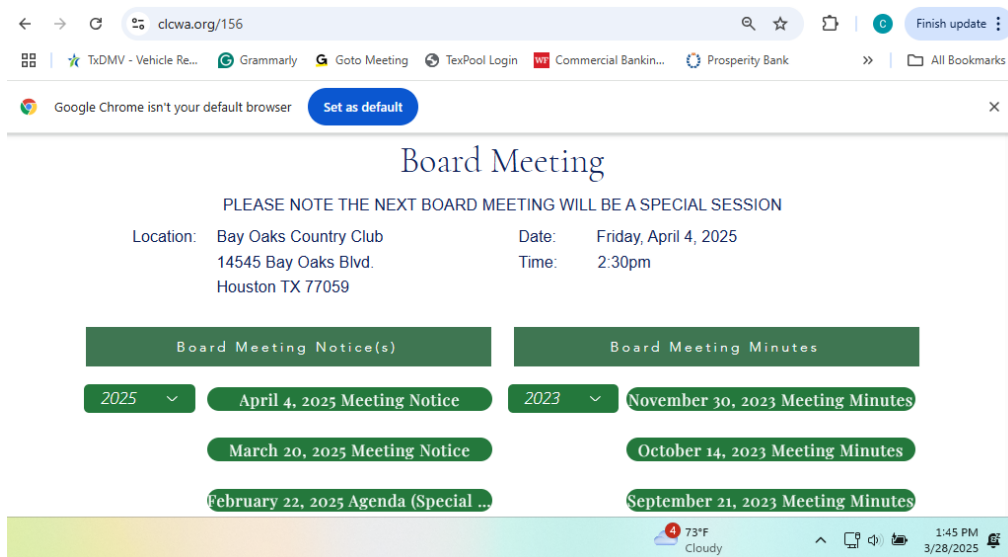 clcwa.org/156
C
Finish update
TxDMV - Vehicle Re...
Grammarly
G Goto Meeting
TexPool Login
WF Commercial Bankin...
Prosperity Bank
»
All Bookmarks
Google Chrome isn't your default browser
Set as default
Board Meeting
PLEASE NOTE THE NEXT BOARD MEETING WILL BE A SPECIAL SESSION
Location: Bay Oaks Country Club
14545 Bay Oaks Blvd.
Houston TX 77059
Date: Friday, April 4, 2025
Time: 2:30pm
Board Meeting Notice(s)
2025
April 4, 2025 Meeting Notice
March 20, 2025 Meeting Notice
February 22, 2025 Agenda (Special ...
Board Meeting Minutes
2023
November 30, 2023 Meeting Minutes
October 14, 2023 Meeting Minutes
September 21, 2023 Meeting Minutes
4
73°F
Cloudy
1:45 PM
3/28/2025